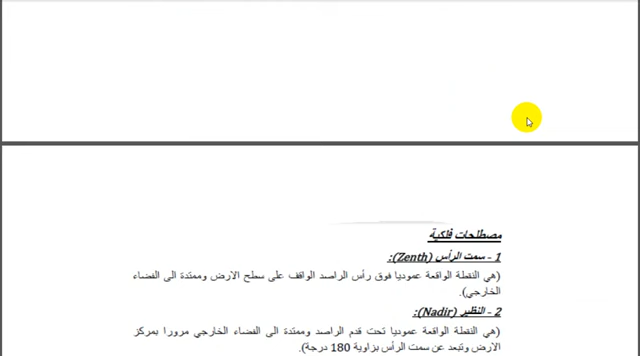 مصطلحات فلكية
1 - سمت الرأس (Zenth):
(هي النقطة الواقعة عموديا فوق رأس الراصد الواقف على سطح الارض وممتدة الى الفضاء
الخارجي).
2 - النظير (Nadir):
(هي النقطة الواقعة عموديا تحت قدم الراصد وممتدة الى الفضاء الخارجي مرورا بمركز
الارض وتبعد عن سمت الرأس بزاوية 180 درجة).